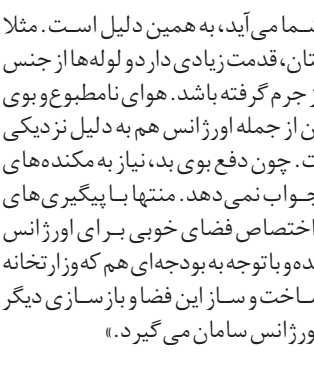 شما می‌آید، به همین دلیل است. مثلا
تان، قدمت زیادی دارد و لوله‌ها از جنس
جرم گرفته باشد. هوای نامطبوع و بوی
ن از جمله اورژانس هم به دلیل نزدیکی
ت. چون دفع بوی بد، نیاز به مکنده‌های
جواب نمی‌دهد. منتها با پیگیری‌های
اختصاص فضای خوبی برای اورژانس
ده و با توجه به بودجه‌ای هم که وزارتخانه
ساخت و ساز این فضا و بازسازی دیگر
ورژانس سامان می‌گیرد.»